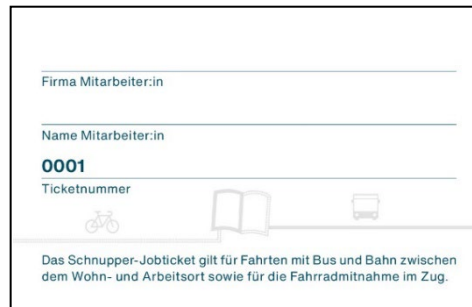 Firma Mitarbeiter:in
Name Mitarbeiter:in
0001
Ticketnummer
Das Schnupper-Jobticket gilt für Fahrten mit Bus und Bahn zwischen
dem Wohn- und Arbeitsort sowie für die Fahrradmitnahme im Zug.